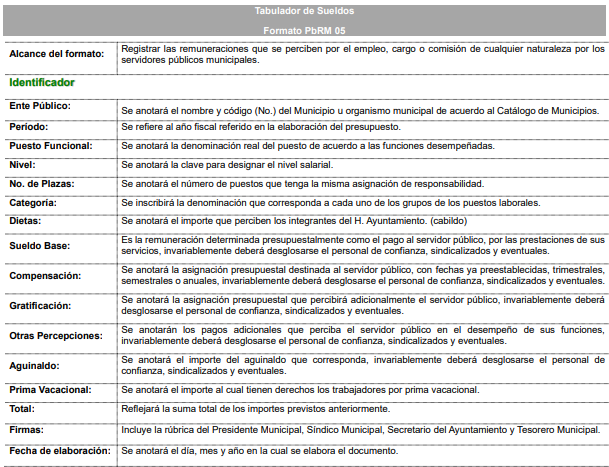 Tabulador de Sueldos
Formato PbRM 05
Alcance del formato: Registrar las remuneraciones que se perciben por el empleo, cargo o comisión de cualquier naturaleza por los
servidores públicos municipales.
Identificador
Ente Público: Se anotará el nombre y código (No.) del Municipio u organismo municipal de acuerdo al Catálogo de Municipios.
Período: Se refiere al año fiscal referido en la elaboración del presupuesto.
Puesto Funcional: Se anotará la denominación real del puesto de acuerdo a las funciones desempeñadas.
Nivel: Se anotará la clave para designar el nivel salarial.
No. de Plazas: Se anotará el número de puestos que tenga la misma asignación de responsabilidad.
Categoria: Se inscribirá la denominación que corresponda a cada uno de los grupos de los puestos laborales.
Dietas: Se anotará el importe que perciben los integrantes del H. Ayuntamiento. (cabildo)
Sueldo Base: Es la remuneración determinada presupuestalmente como el pago al servidor público, por las prestaciones de sus
servicios, invariablemente deberá desglosarse el personal de confianza, sindicalizados y eventuales.
Compensación: Se anotará la asignación presupuestal destinada al servidor público, con fechas ya preestablecidas, trimestrales,
semestrales o anuales, invariablemente deberá desglosarse el personal de confianza, sindicalizados y eventuales.
Gratificación: Se anotará la asignación presupuestal que percibirá adicionalmente el servidor público, invariablemente deberá
desglosarse el personal de confianza, sindicalizados y eventuales.
Otras Percepciones: Se anotarán los pagos adicionales que perciba el servidor público en el desempeño de sus funciones,
invariablemente deberá desglosarse el personal de confianza, sindicalizados y eventuales.
Aguinaldo: Se anotará el importe del aguinaldo que corresponda, invariablemente deberá desglosarse el personal de
confianza, sindicalizados y eventuales.
Prima Vacacional: Se anotará el importe al cual tienen derechos los trabajadores por prima vacacional.
Total: Reflejará la suma total de los importes previstos anteriormente.
Firmas: Incluye la rúbrica del Presidente Municipal, Síndico Municipal, Secretario del Ayuntamiento y Tesorero Municipal.
Fecha de elaboración: Se anotará el día, mes y año en la cual se elabora el documento.